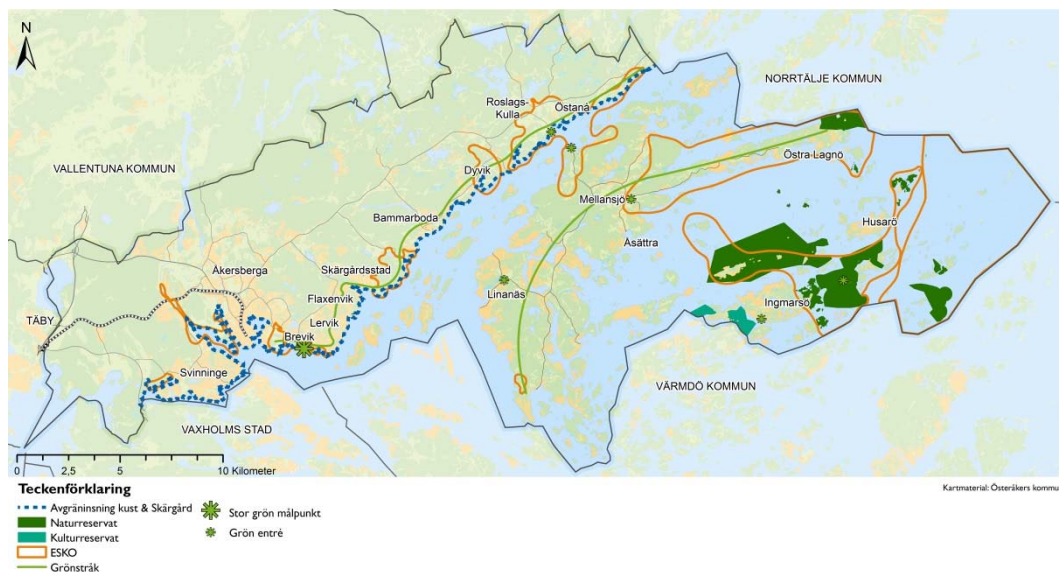 N
NORRTÄLJE KOMMUN
Roslags-
Kulla
Östanå
VALLENTUNA KOMMUN
Östra Lagnö
Dyvik
Mellansjö
Bammarboda
Husarö
Åsättra
Skärgårdsstad
Åkersberga
Linanäs
Flaxenvik
Ingmarsö
TÄBY
Lervik
Brevik
Svinninge
VÄRMDÖ KOMMUN
VAXHOLMS STAD
0 2,5 5 10 Kilometer
Teckenförklaring
Kartmaterial: Österåkers kommu
Avgräninsning kust & Skärgård
Naturreservat
Kulturreservat
ESKO
Grönstråk
Stor grön målpunkt
Grön entré